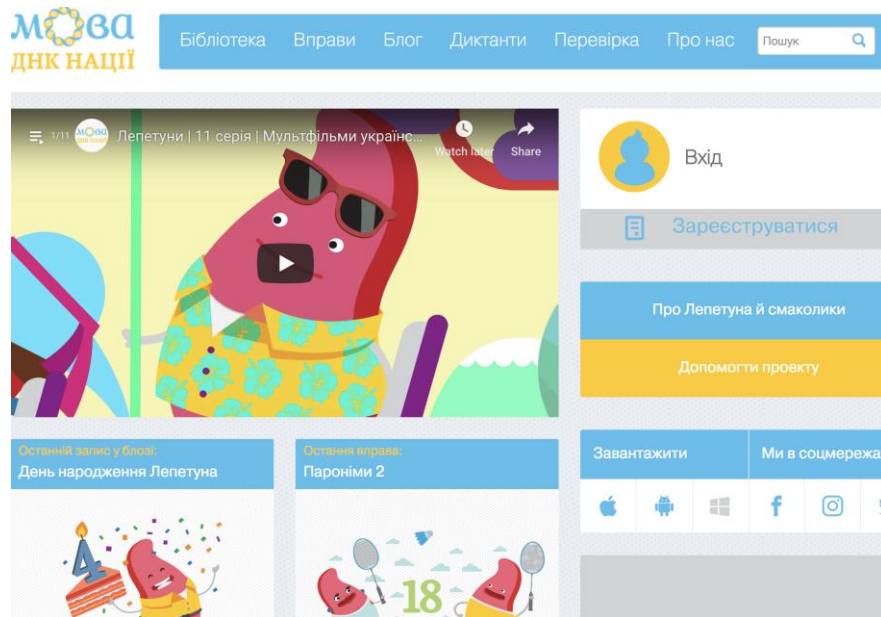 мова
ДНК НАЦІЇ
Бібліотека Вправи Блог Диктанти Перевірка Про нас Пошук
1/11 Лепетуни | 11 серія | Мультфільми українс... Watch later Share
Вхід
Зареєструватися
Про Лепетуна й смаколики
Допомогти проекту
Останній запис у блозі:
День народження Лепетуна
Остання вправа:
Пароніми 2
Завантажити Ми в соцмережа
4
18